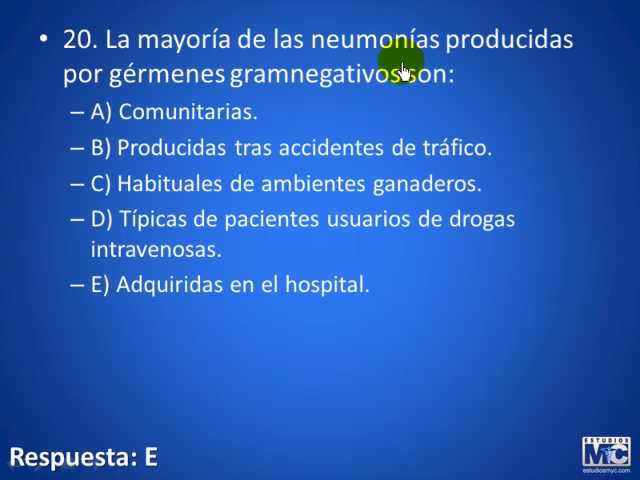 • 20. La mayoría de las neumonías producidas
por gérmenes gramnegativos son:
– A) Comunitarias.
– B) Producidas tras accidentes de tráfico.
– C) Habituales de ambientes ganaderos.
– D) Típicas de pacientes usuarios de drogas
intravenosas.
– E) Adquiridas en el hospital.
Respuesta: E
ESTUDIOS
MyC
estudiosmyc.com